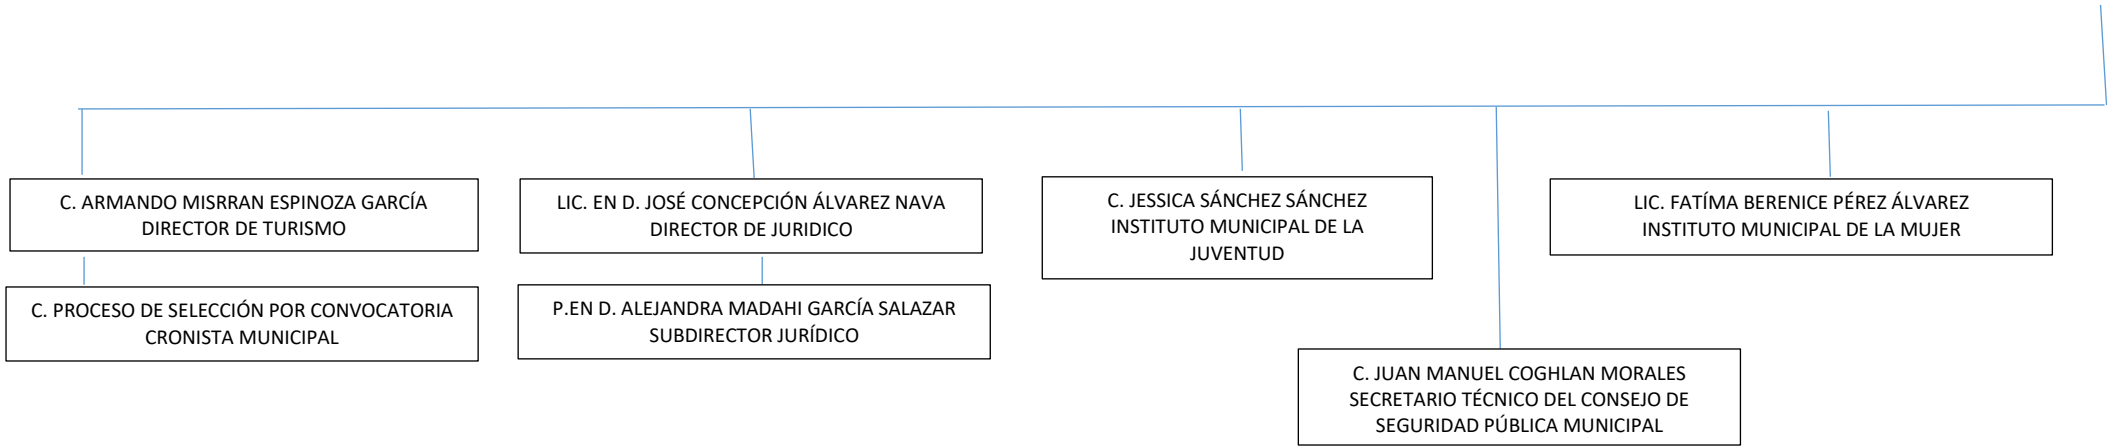 C. ARMANDO MISRRAN ESPINOZA GARCÍA
DIRECTOR DE TURISMO
LIC. EN D. JOSÉ CONCEPCIÓN ÁLVAREZ NAVA
DIRECTOR DE JURIDICO
C. JESSICA SÁNCHEZ SÁNCHEZ
INSTITUTO MUNICIPAL DE LA
JUVENTUD
LIC. FATÍMA BERENICE PÉREZ ÁLVAREZ
INSTITUTO MUNICIPAL DE LA MUJER
C. PROCESO DE SELECCIÓN POR CONVOCATORIA
CRONISTA MUNICIPAL
P.EN D. ALEJANDRA MADAHI GARCÍA SALAZAR
SUBDIRECTOR JURÍDICO
C. JUAN MANUEL COGHLAN MORALES
SECRETARIO TÉCNICO DEL CONSEJO DE
SEGURIDAD PÚBLICA MUNICIPAL